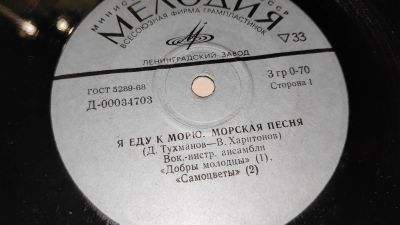 МЕЛОДИЯ
ВСЕСОЮЗНАЯ ФИРМА ГРАМПЛАСТИНОК
▽33
ЛЕНИНГРАДСКИЙ ЗАВОД
ГОСТ 5289-68
3 гр 0-70
Д-00034703
Сторона 1
Я ЕДУ К МОРЮ. МОРСКАЯ ПЕСНЯ
(Д. Тухманов—В. Харитонов)
Вок.-инстр. ансамбли
«Добры молодцы» (1),
«Самоцветы» (2)